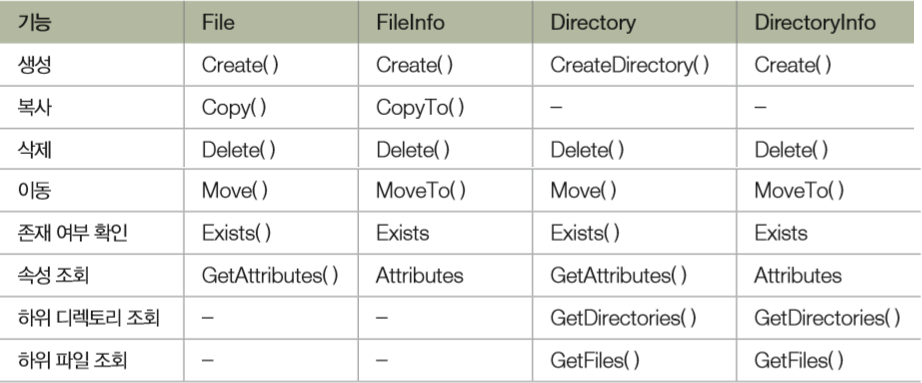 기능 File FileInfo Directory DirectoryInfo
생성 Create( ) Create( ) CreateDirectory( ) Create( )
복사 Copy( ) CopyTo( ) – –
삭제 Delete( ) Delete( ) Delete( ) Delete( )
이동 Move( ) MoveTo( ) Move( ) MoveTo( )
존재 여부 확인 Exists( ) Exists Exists( ) Exists
속성 조회 GetAttributes( ) Attributes GetAttributes( ) Attributes
하위 디렉토리 조회 – – GetDirectories( ) GetDirectories( )
하위 파일 조회 – – GetFiles( ) GetFiles( )